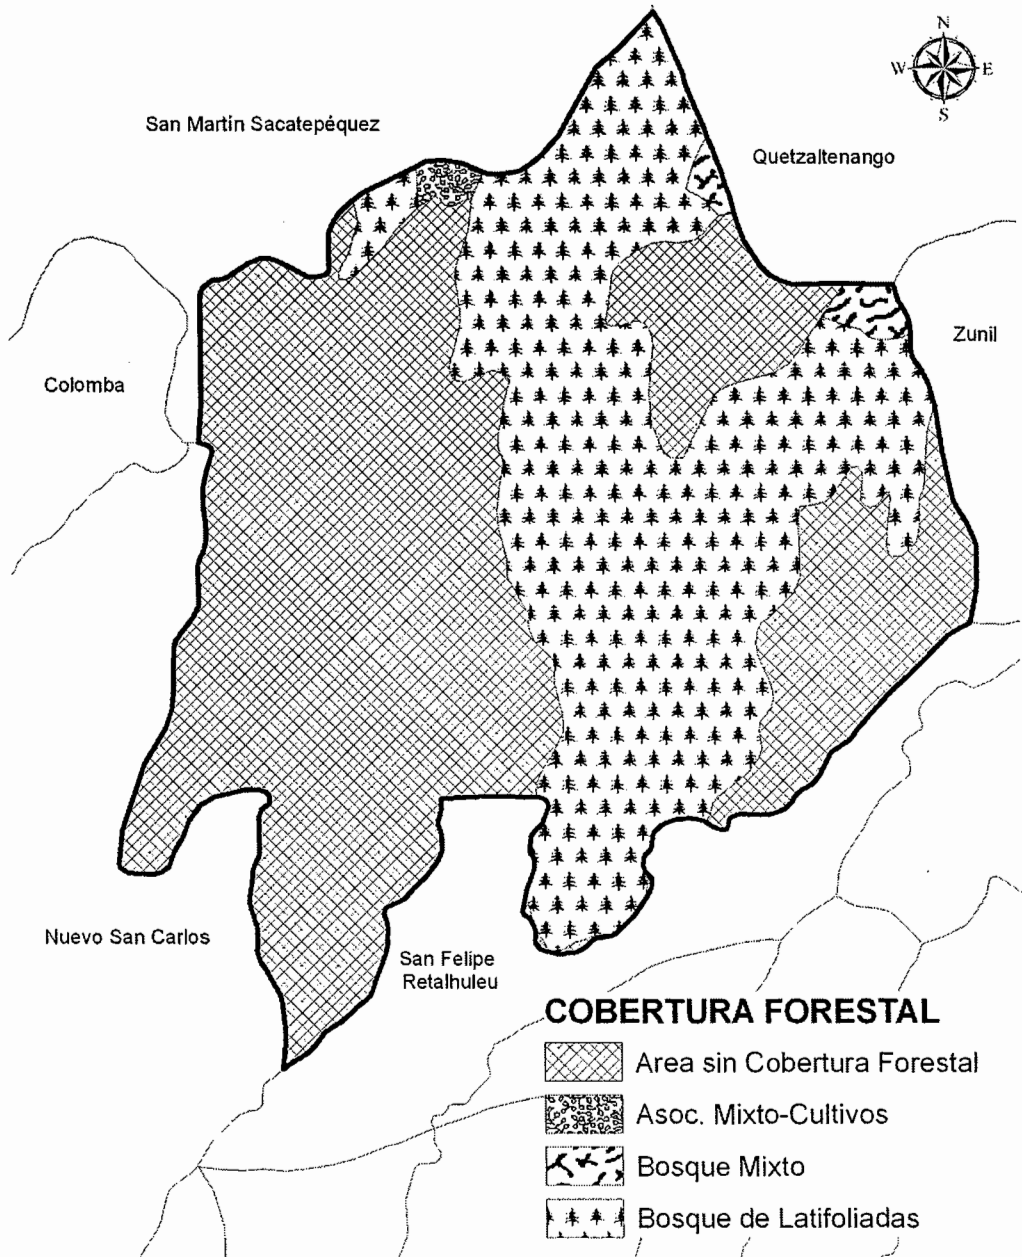 N
W E
S
San Martín Sacatepéquez
Quetzaltenango
Zunil
Colomba
Nuevo San Carlos
San Felipe
Retalhuleu
COBERTURA FORESTAL
Area sin Cobertura Forestal
Asoc. Mixto-Cultivos
Bosque Mixto
Bosque de Latifoliadas